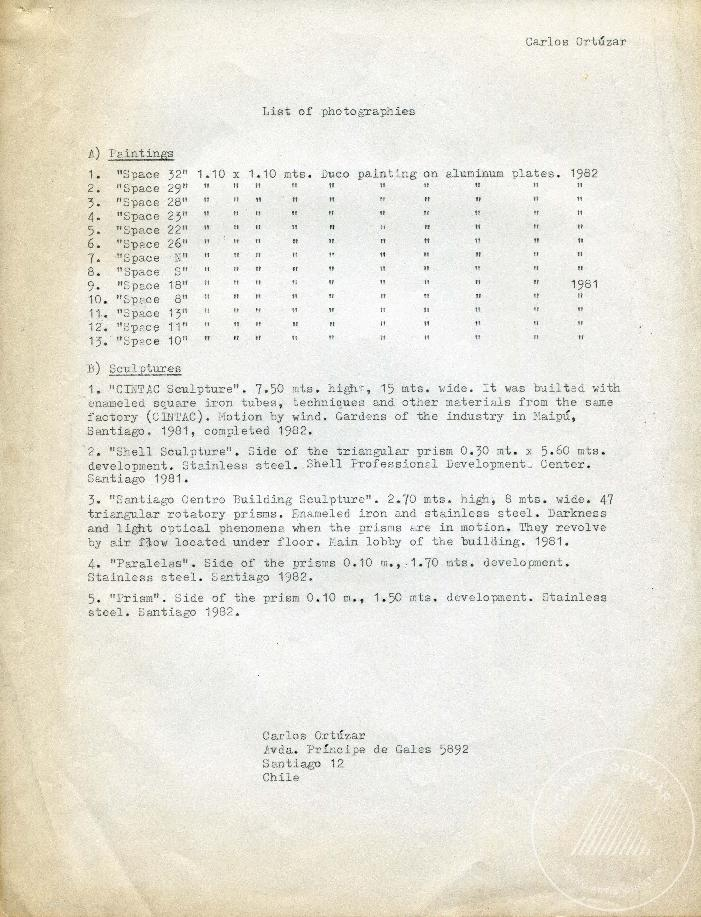 Carlos Ortúzar
List of photographies
A) Paintings
1. "Space 32" 1.10 x 1.10 mts. Duco painting on aluminum plates. 1982
2. "Space 29" " " " " " " " " " "
3. "Space 28" " " " " " " " " " "
4. "Space 23" " " " " " " " " " "
5. "Space 22" " " " " " " " " " "
6. "Space 26" " " " " " " " " " "
7. "Space N" " " " " " " " " " "
8. "Space S" " " " " " " " " " "
9. "Space 18" " " " " " " " " " 1981
10. "Space 8" " " " " " " " " " "
11. "Space 13" " " " " " " " " " "
12. "Space 11" " " " " " " " " " "
13. "Space 10" " " " " " " " " " "
B) Sculptures
1. "CINTAC Sculpture". 7.50 mts. hight, 15 mts. wide. It was builted with
enameled square iron tubes, techniques and other materials from the same
factory (CINTAC). Motion by wind. Gardens of the industry in Maipú,
Santiago. 1981, completed 1982.
2. "Shell Sculpture". Side of the triangular prism 0.30 mt. x 5.60 mts.
development. Stainless steel. Shell Professional Development Center.
Santiago 1981.
3. "Santiago Centro Building Sculpture". 2.70 mts. high, 8 mts. wide. 47
triangular rotatory prisms. Enameled iron and stainless steel. Darkness
and light optical phenomena when the prisms are in motion. They revolve
by air flow located under floor. Main lobby of the building. 1981.
4. "Paralelas". Side of the prisms 0.10 m., 1.70 mts. development.
Stainless steel. Santiago 1982.
5. "Prism". Side of the prism 0.10 m., 1.50 mts. development. Stainless
steel. Santiago 1982.
Carlos Ortúzar
Avda. Príncipe de Gales 5892
Santiago 12
Chile
CARLOS ORTÚZAR